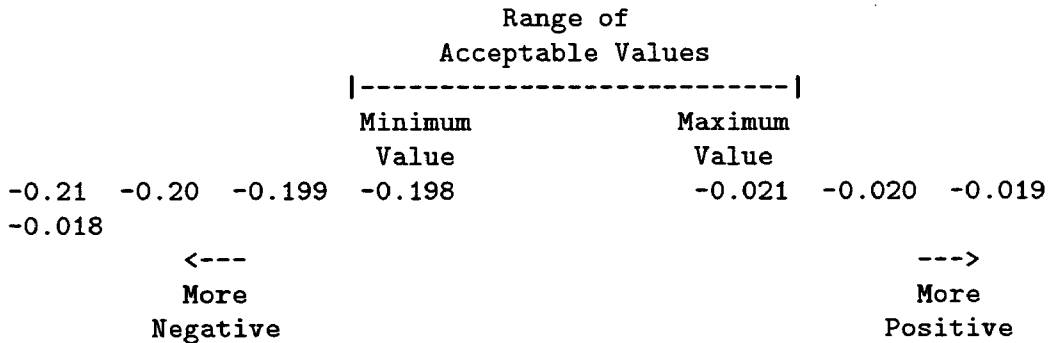 Range of
Acceptable Values
|---------------------------|
Minimum Maximum
Value Value
-0.21 -0.20 -0.199 -0.198 -0.021 -0.020 -0.019
-0.018
<--- --->
More More
Negative Positive